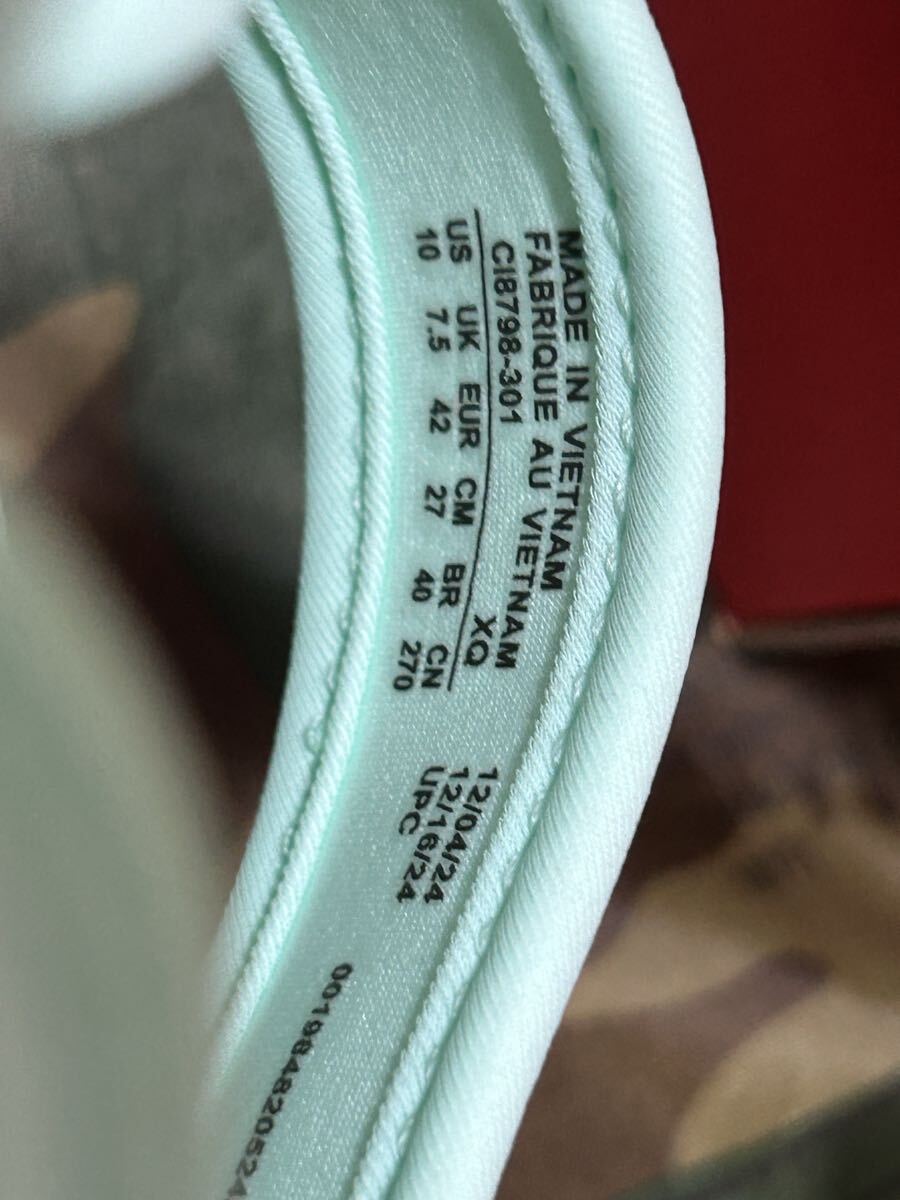 MADE IN VIETNAM
FABRIQUE AU VIETNAM
CI8798-301 XQ
US UK EUR CM BR CN
10 7.5 42 27 40 270
12/04/24
12/16/24
UPC
00198482052